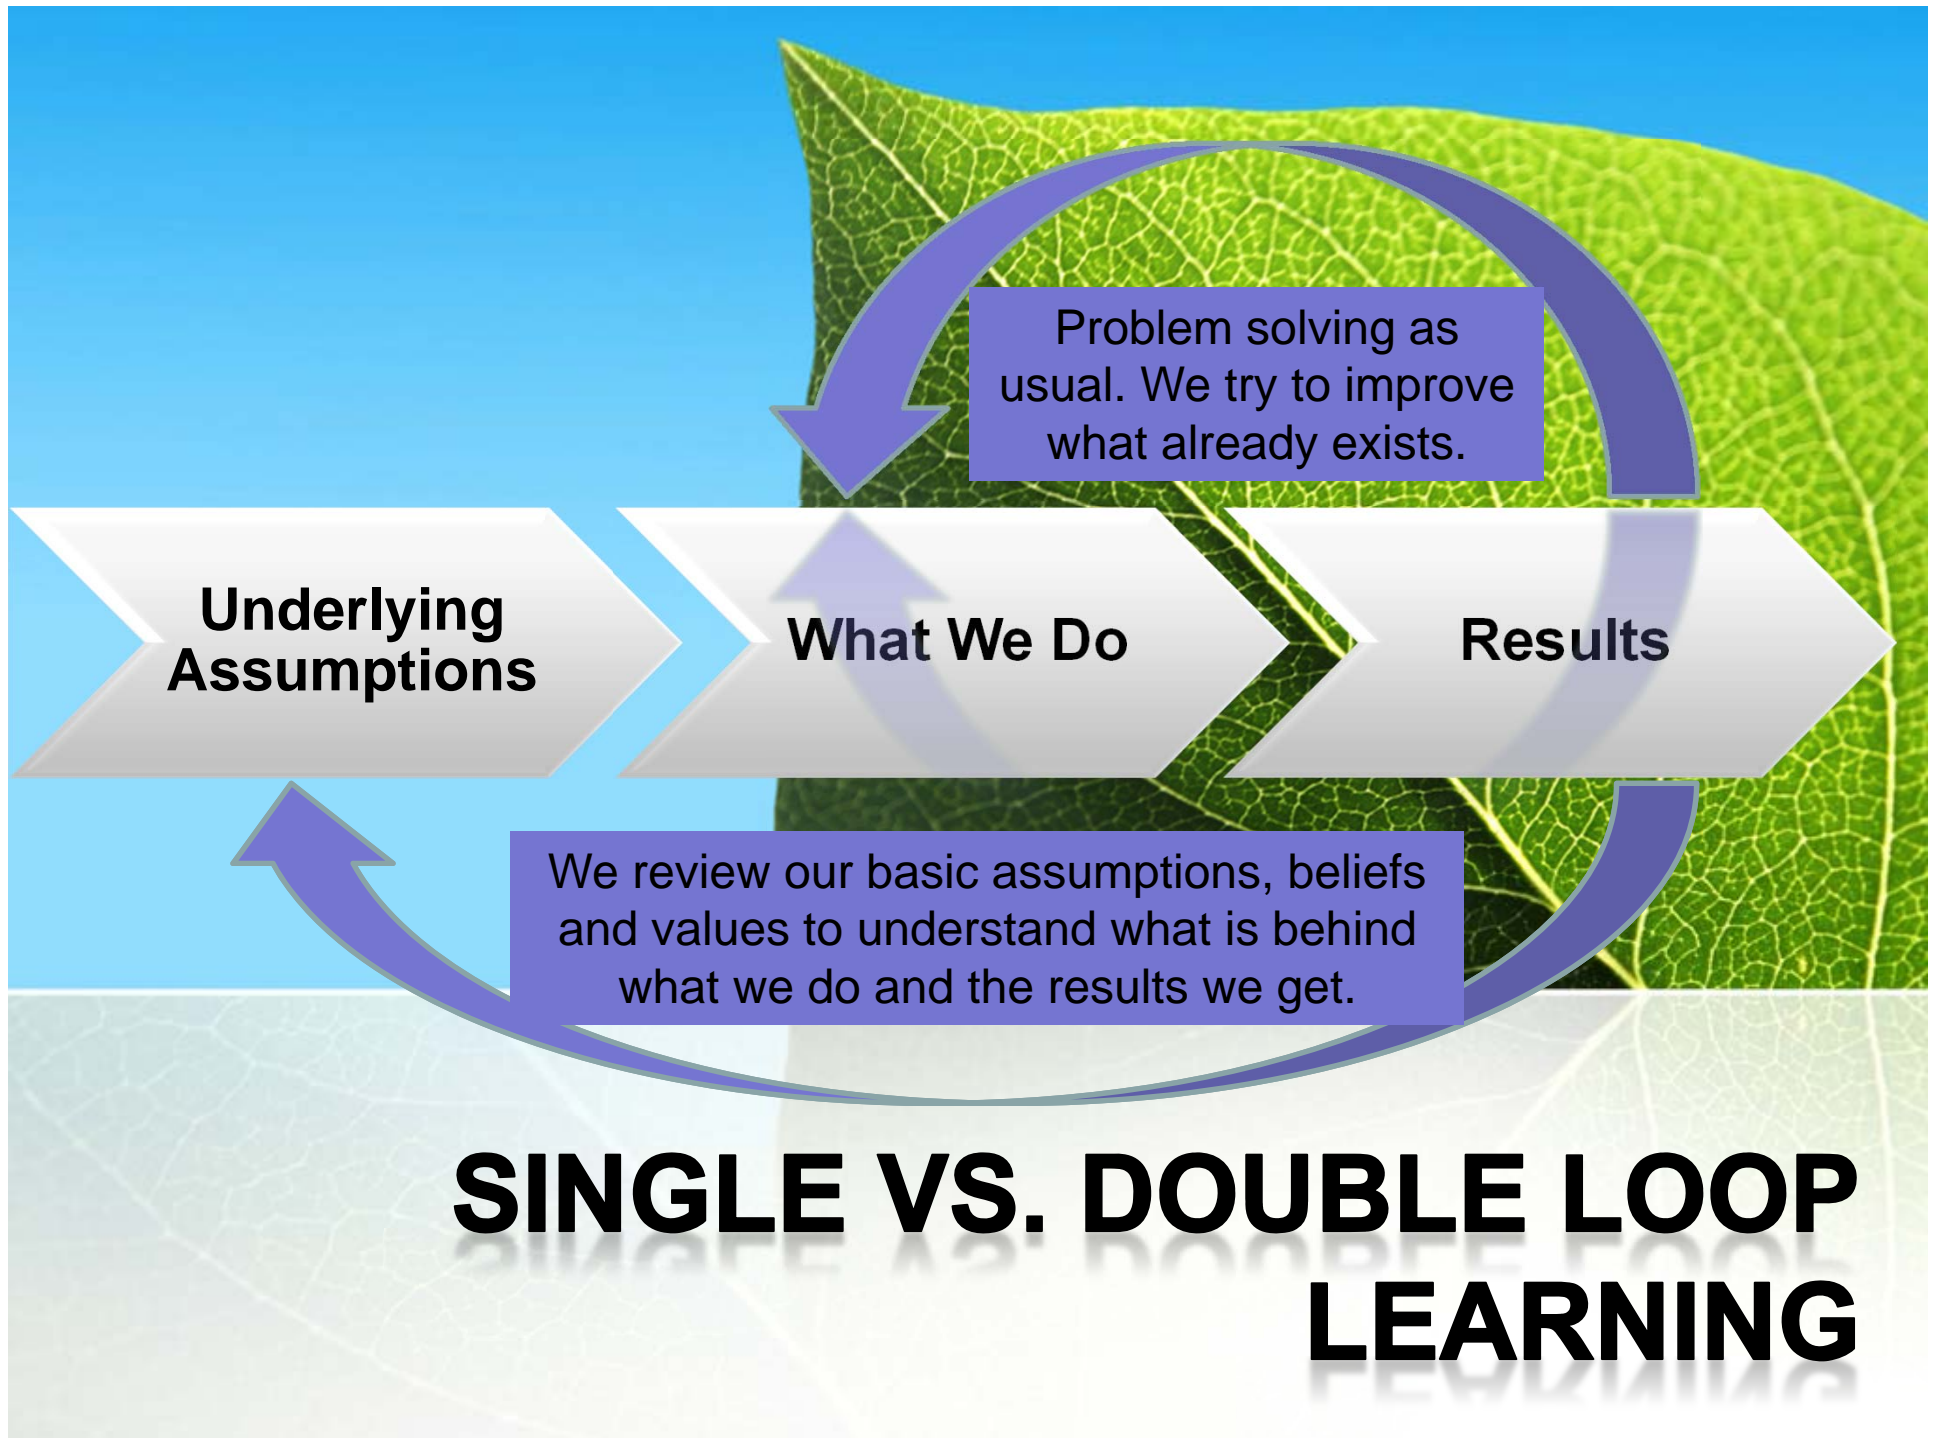 Problem solving as
usual. We try to improve
what already exists.
Underlying
Assumptions
What We Do
Results
We review our basic assumptions, beliefs
and values to understand what is behind
what we do and the results we get.
SINGLE VS. DOUBLE LOOP
LEARNING